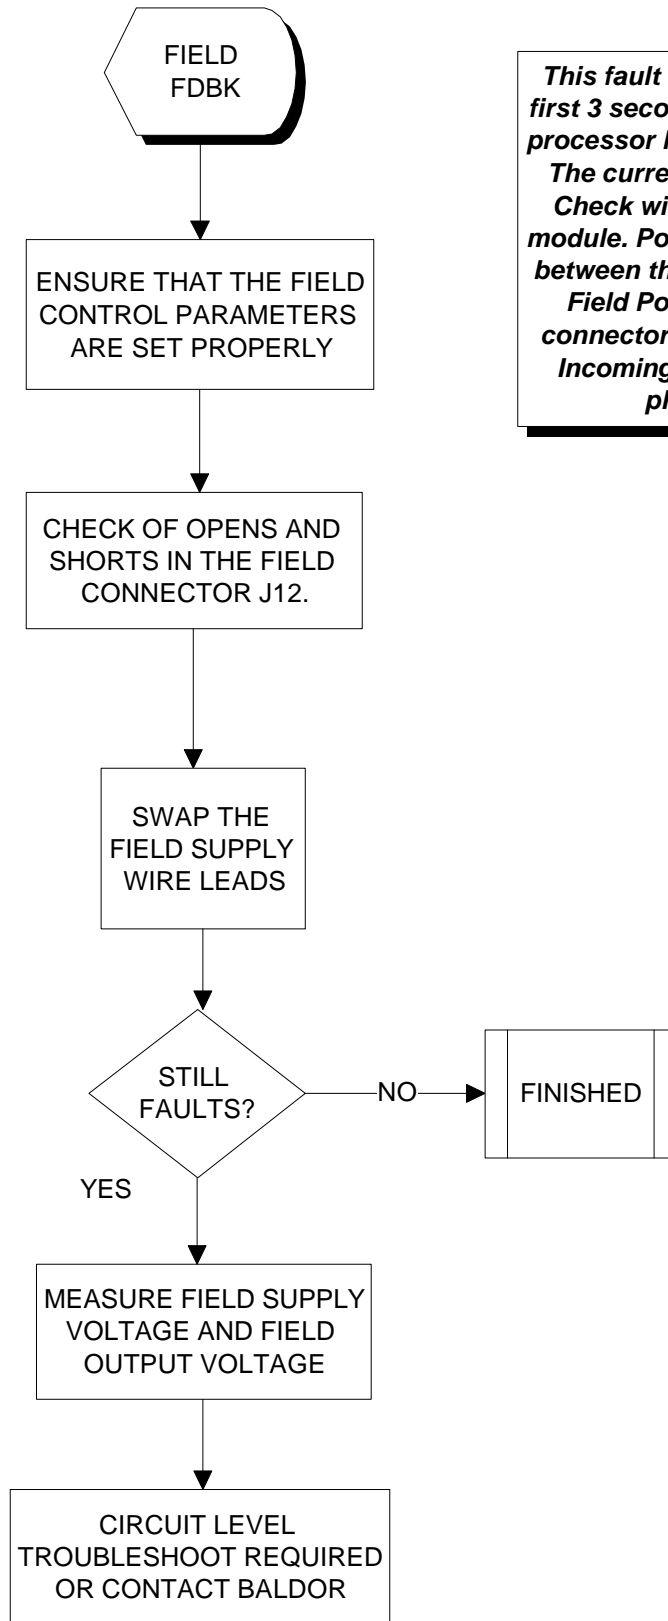 FIELD
FDBK
This fault
first 3 seco
processor
The curre
Check wi
module. Po
between th
Field Po
connector
Incoming
pl
ENSURE THAT THE FIELD
CONTROL PARAMETERS
ARE SET PROPERLY
CHECK OF OPENS AND
SHORTS IN THE FIELD
CONNECTOR J12.
SWAP THE
FIELD SUPPLY
WIRE LEADS
STILL
FAULTS?
NO
FINISHED
YES
MEASURE FIELD SUPPLY
VOLTAGE AND FIELD
OUTPUT VOLTAGE
CIRCUIT LEVEL
TROUBLESHOOT REQUIRED
OR CONTACT BALDOR